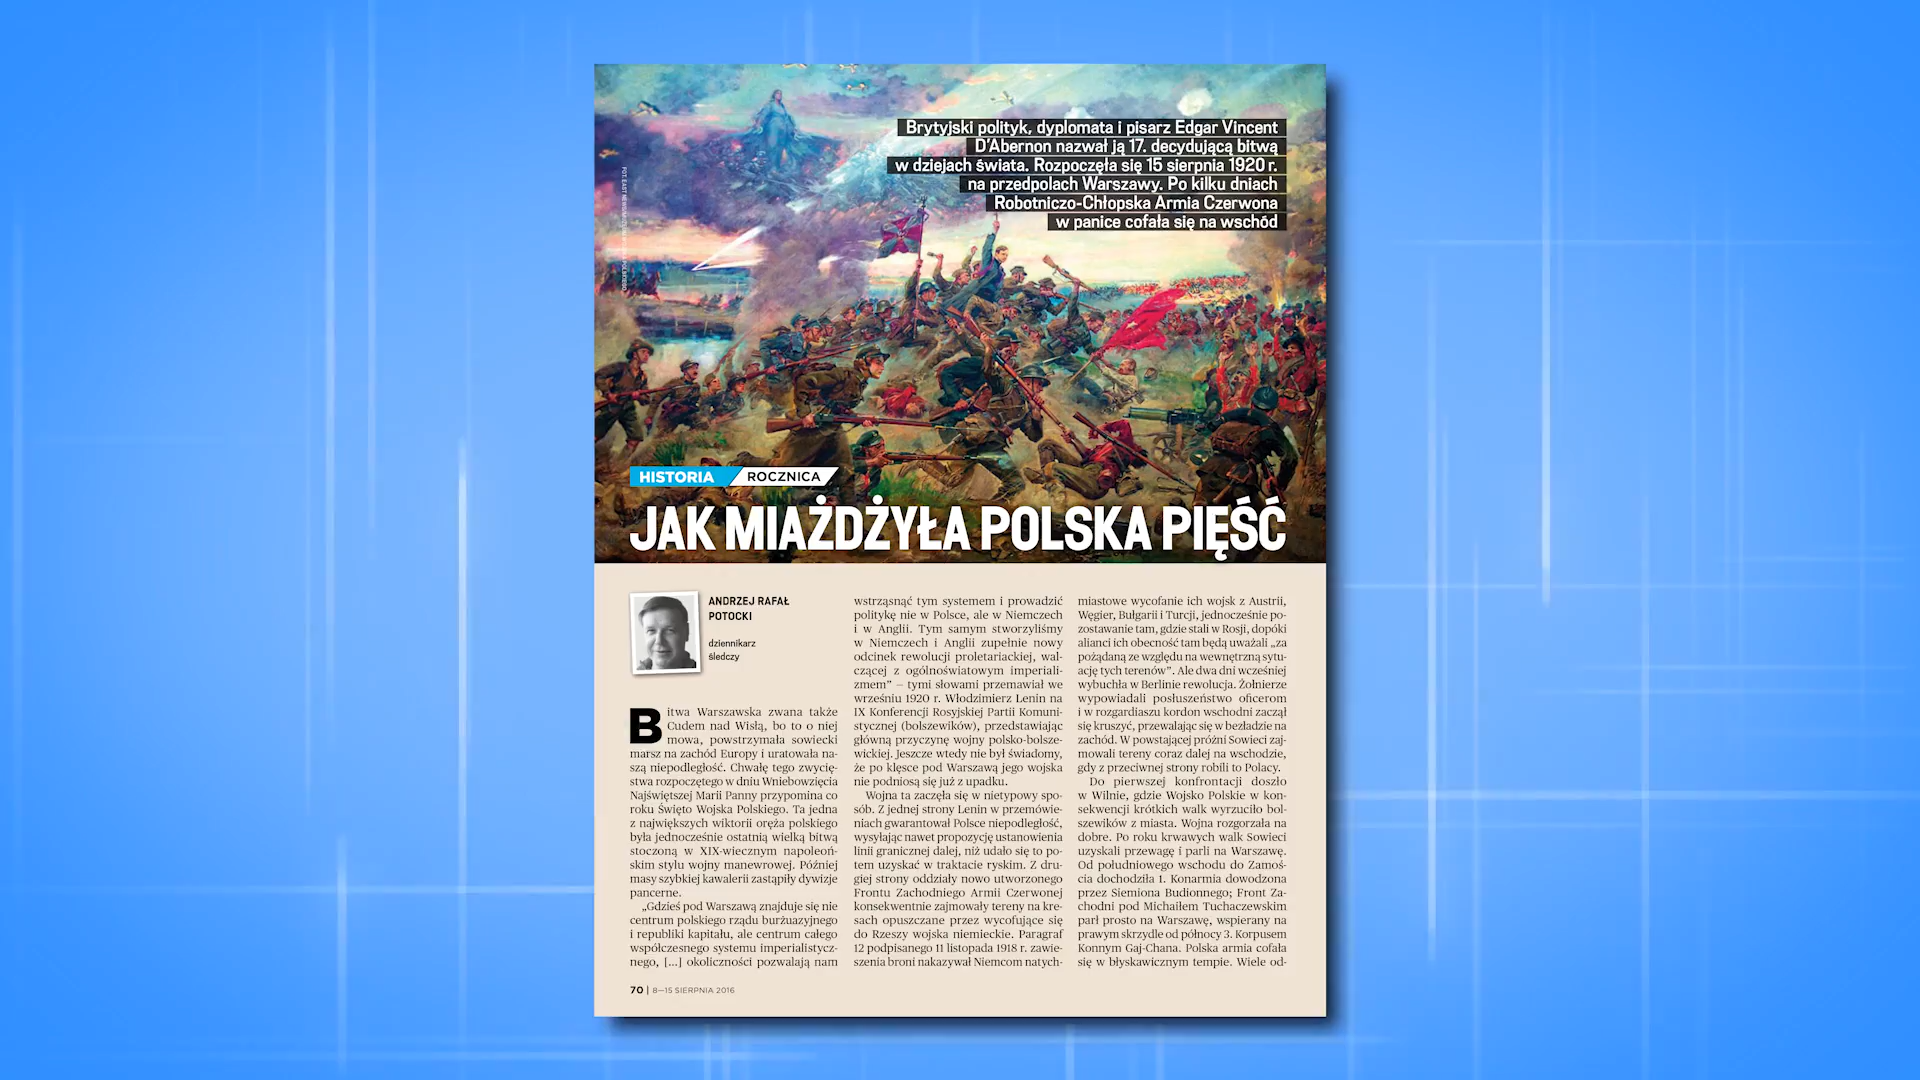 Brytyjski polityk, dyplomata i pisarz Edgar Vincent
D'Abernon nazwał ją 17. decydującą bitwą
w dziejach świata. Rozpoczęła się 15 sierpnia 1920 r.
na przedpolach Warszawy. Po kilku dniach
Robotniczo-Chłopska Armia Czerwona
w panice cofała się na wschód
HISTORIA ROCZNICA
JAK MIAŻDŻYŁA POLSKA PIĘŚĆ
ANDRZEJ RAFAŁ
POTOCKI
dziennikarz
śledczy
Bitwa Warszawska zwana także
Cudem nad Wisłą, bo to o niej
mowa, powstrzymała sowiecki
marsz na zachód Europy i uratowała na-
szą niepodległość. Chwałę tego zwycię-
stwa rozpoczętego w dniu Wniebowzięcia
Najświętszej Marii Panny przypomina co
roku Święto Wojska Polskiego. Ta jedna
z największych wiktorii oręża polskiego
była jednocześnie ostatnią wielką bitwą
stoczoną w XIX-wiecznym napoleoń-
skim stylu wojny manewrowej. Później
masy szybkiej kawalerii zastąpiły dywizje
pancerne.
„Gdzieś pod Warszawą znajduje się nie
centrum polskiego rządu burżuazyjnego
i republiki kapitału, ale centrum całego
współczesnego systemu imperialistycz-
nego, [...] okoliczności pozwalają nam
wstrząsnąć tym systemem i prowadzić
politykę nie w Polsce, ale w Niemczech
i w Anglii. Tym samym stworzyliśmy
w Niemczech i Anglii zupełnie nowy
odcinek rewolucji proletariackiej, wal-
czącej z ogólnoświatowym imperiali-
zmem” – tymi słowami przemawiał we
wrześniu 1920 r. Włodzimierz Lenin na
IX Konferencji Rosyjskiej Partii Komuni-
stycznej (bolszewików), przedstawiając
główną przyczynę wojny polsko-bolsze-
wickiej. Jeszcze wtedy nie był świadomy,
że po klęsce pod Warszawą jego wojska
nie podniosą się już z upadku.
Wojna ta zaczęła się w nietypowy spo-
sób. Z jednej strony Lenin w przemówie-
niach gwarantował Polsce niepodległość,
wysyłając nawet propozycję ustanowienia
linii granicznej dalej, niż udało się to po-
tem uzyskać w traktacie ryskim. Z dru-
giej strony oddziały nowo utworzonego
Frontu Zachodniego Armii Czerwonej
konsekwentnie zajmowały tereny na kre-
sach opuszczane przez wycofujące się
do Rzeszy wojska niemieckie. Paragraf
12 podpisanego 11 listopada 1918 r. zawie-
szenia broni nakazywał Niemcom natych-
miastowe wycofanie ich wojsk z Austrii,
Węgier, Bułgarii i Turcji, jednocześnie po-
zostawanie tam, gdzie stali w Rosji, dopóki
alianci ich obecność tam będą uważali „za
pożądaną ze względu na wewnętrzną sytu-
ację tych terenów”. Ale dwa dni wcześniej
wybuchła w Berlinie rewolucja. Żołnierze
wypowiadali posłuszeństwo oficerom
i w rozgardiaszu kordon wschodni zaczął
się kruszyć, przewalając się w bezładzie na
zachód. W powstającej próżni Sowieci zaj-
mowali tereny coraz dalej na wschodzie,
gdy z przeciwnej strony robili to Polacy.
Do pierwszej konfrontacji doszło
w Wilnie, gdzie Wojsko Polskie w kon-
sekwencji krótkich walk wyrzuciło bol-
szewików z miasta. Wojna rozgorzała na
dobre. Po roku krwawych walk Sowieci
uzyskali przewagę i parli na Warszawę.
Od południowego wschodu do Zamoś-
cia dochodziła 1. Konarmia dowodzona
przez Siemiona Budionnego; Front Za-
chodni pod Michaiłem Tuchaczewskim
parł prosto na Warszawę, wspierany na
prawym skrzydle od północy 3. Korpusem
Konnym Gaj-Chana. Polska armia cofała
się w błyskawicznym tempie. Wiele od-
70 | 8–15 SIERPNIA 2016